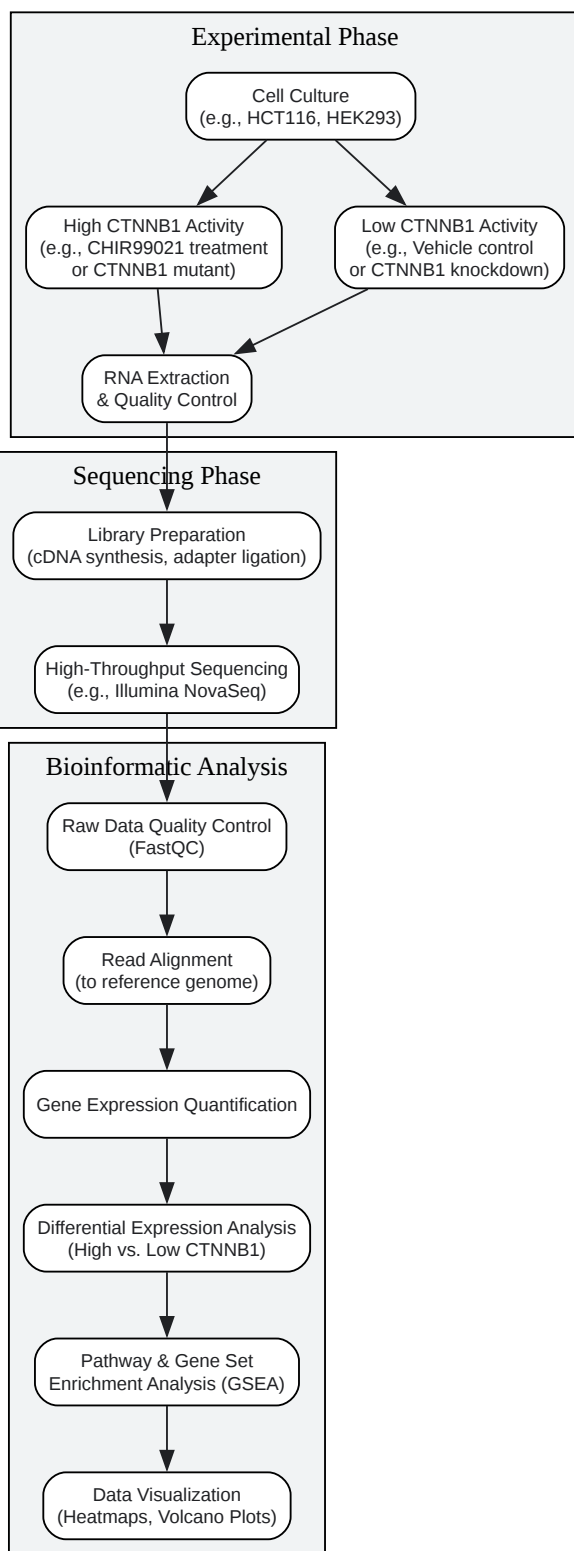 Experimental Phase
Cell Culture
(e.g., HCT116, HEK293)
High CTNNB1 Activity
(e.g., CHIR99021 treatment
or CTNNB1 mutant)
Low CTNNB1 Activity
(e.g., Vehicle control
or CTNNB1 knockdown)
RNA Extraction
& Quality Control
Sequencing Phase
Library Preparation
(cDNA synthesis, adapter ligation)
High-Throughput Sequencing
(e.g., Illumina NovaSeq)
Bioinformatic Analysis
Raw Data Quality Control
(FastQC)
Read Alignment
(to reference genome)
Gene Expression Quantification
Differential Expression Analysis
(High vs. Low CTNNB1)
Pathway & Gene Set
Enrichment Analysis (GSEA)
Data Visualization
(Heatmaps, Volcano Plots)